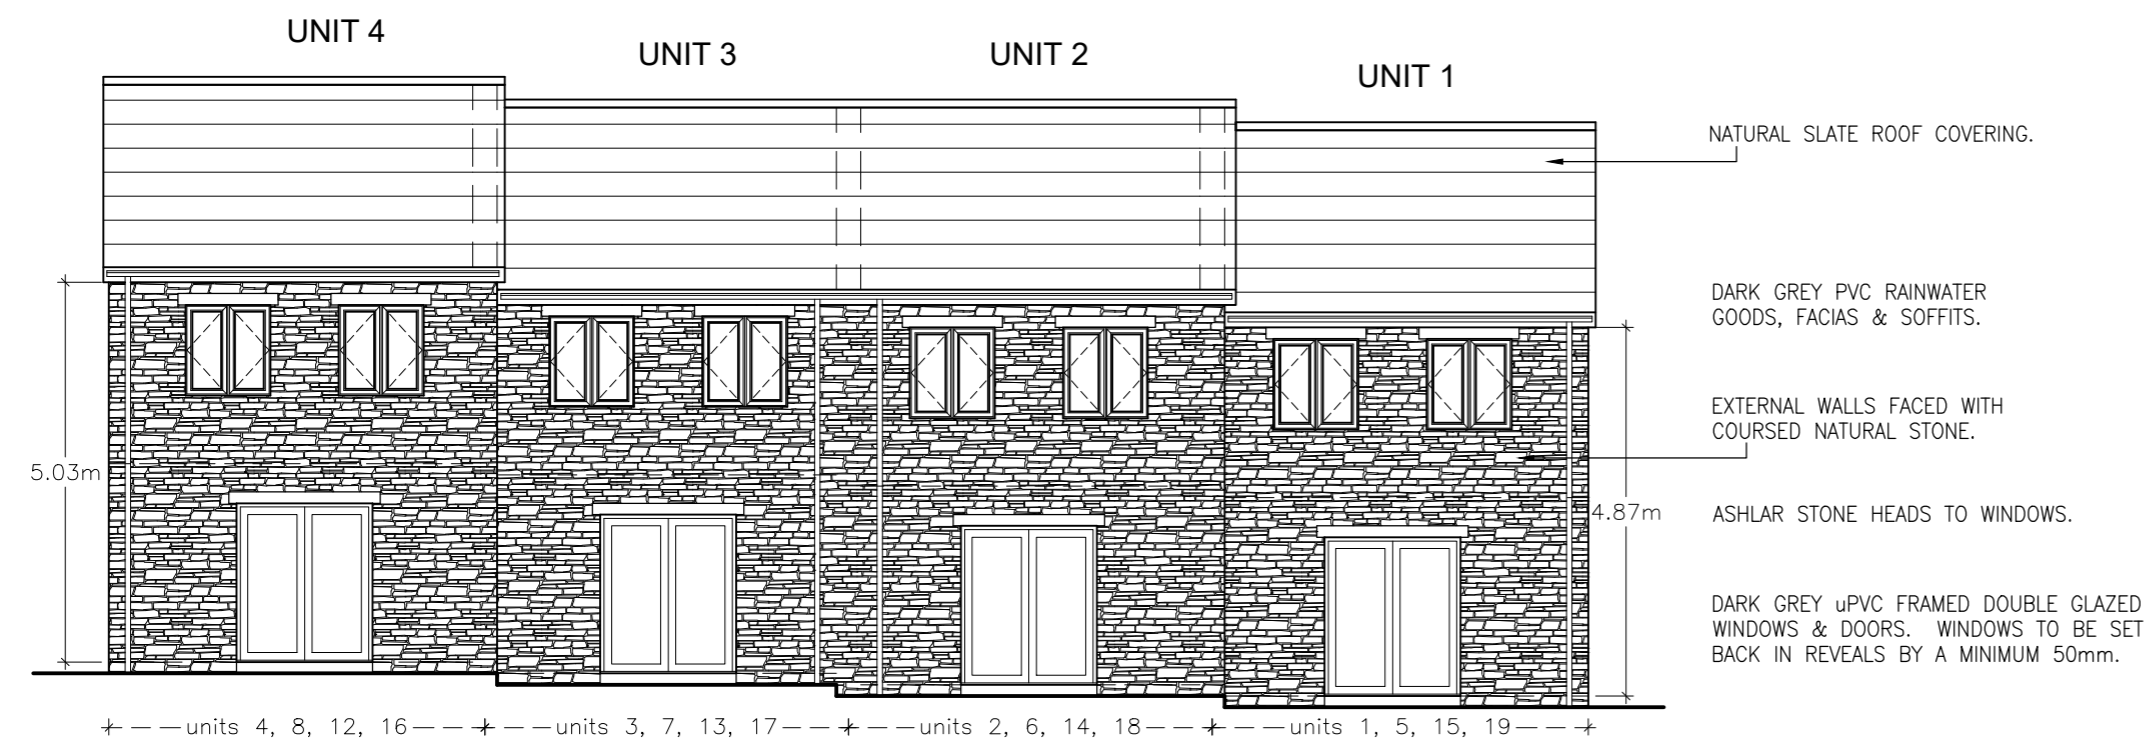 UNIT 4
UNIT 3
UNIT 2
UNIT 1
NATURAL SLATE ROOF COVERING.
DARK GREY PVC RAINWATER
GOODS, FACIAS & SOFFITS.
EXTERNAL WALLS FACED WITH
COURSED NATURAL STONE.
5.03m
4.87m
ASHLAR STONE HEADS TO WINDOWS.
DARK GREY uPVC FRAMED DOUBLE GLAZED
WINDOWS & DOORS. WINDOWS TO BE SET
BACK IN REVEALS BY A MINIMUM 50mm.
units 4, 8, 12, 16
units 3, 7, 13, 17
units 2, 6, 14, 18
units 1, 5, 15, 19